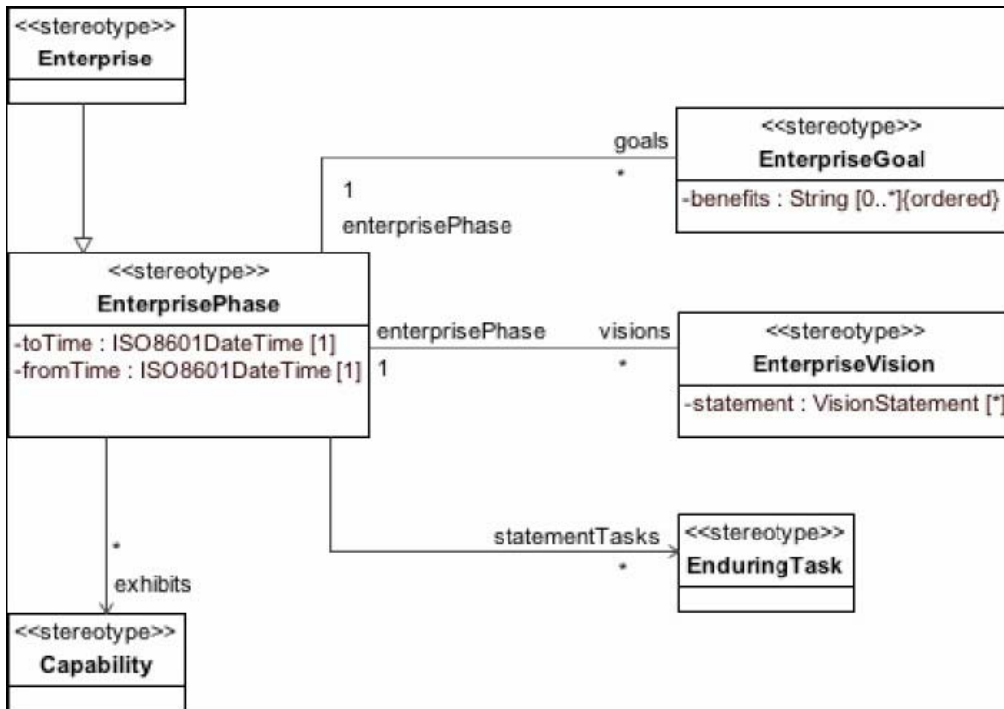 <<stereotype>>
Enterprise
<<stereotype>>
EnterpriseGoal
-benefits : String [0..*]{ordered}
goals
*
1
enterprisePhase
<<stereotype>>
EnterprisePhase
-toTime : ISO8601DateTime [1]
-fromTime : ISO8601DateTime [1]
enterprisePhase
1
visions
*
<<stereotype>>
EnterpriseVision
-statement : VisionStatement [*]
statementTasks
*
<<stereotype>>
EnduringTask
*
exhibits
<<stereotype>>
Capability